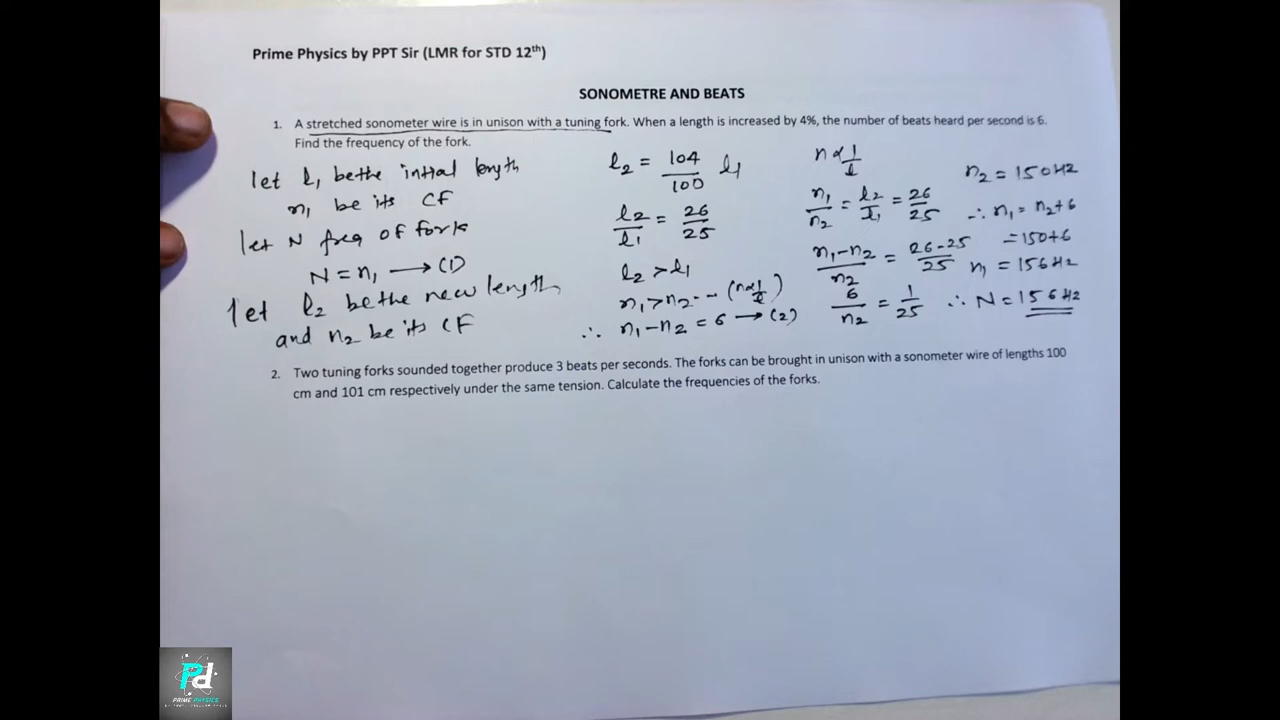 Prime Physics by PPT Sir (LMR for STD 12th)
SONOMETRE AND BEATS
1. A stretched sonometer wire is in unison with a tuning fork. When a length is increased by 4%, the number of beats heard per second is 6.
Find the frequency of the fork.
let l₁ be the initial length
n₁ be its CF
let N freq of fork
N = n₁ → (1)
let l₂ be the new length
and n₂ be its CF
l₂ = 104/100 l₁
l₂/l₁ = 26/25
l₂ > l₁
n₁ > n₂ -- (n∝1/l)
∴ n₁ - n₂ = 6 → (2)
n ∝ 1/l
n₁/n₂ = l₂/l₁ = 26/25
n₁-n₂/n₂ = 26-25/25
6/n₂ = 1/25
n₂ = 150Hz
∴ n₁ = n₂+6
=150+6
n₁ = 156Hz
∴ N = 156Hz
2. Two tuning forks sounded together produce 3 beats per seconds. The forks can be brought in unison with a sonometer wire of lengths 100
cm and 101 cm respectively under the same tension. Calculate the frequencies of the forks.
Pd
PRIME PHYSICS